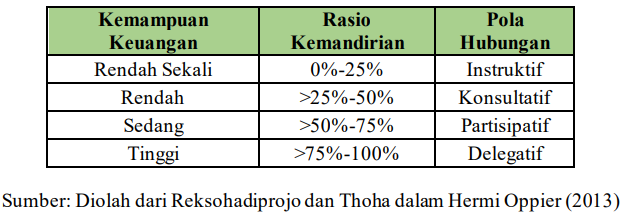 Kemampuan Keuangan Rasio Kemandirian Pola Hubungan
Rendah Sekali 0%-25% Instruktif
Rendah >25%-50% Konsultatif
Sedang >50%-75% Partisipatif
Tinggi >75%-100% Delegatif
Sumber: Diolah dari Reksohadiprojo dan Thoha dalam Hermi Oppier (2013)